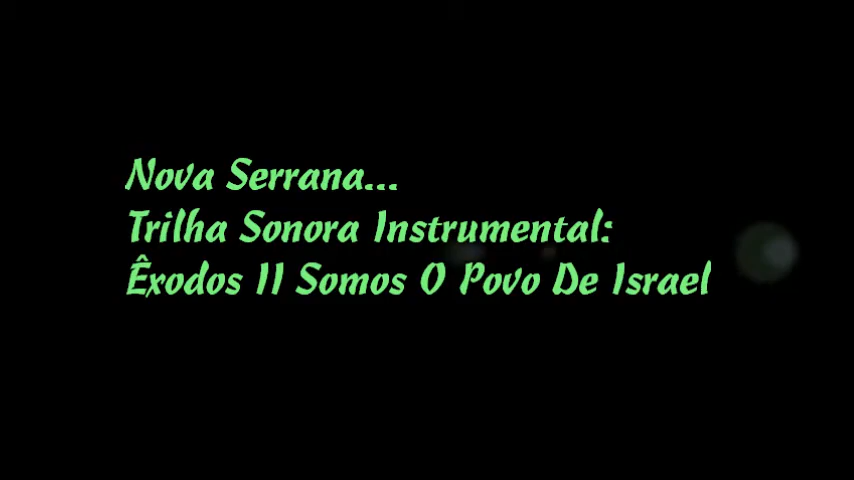 Nova Serrana...
Trilha Sonora Instrumental:
Êxodos II Somos O Povo De Israel